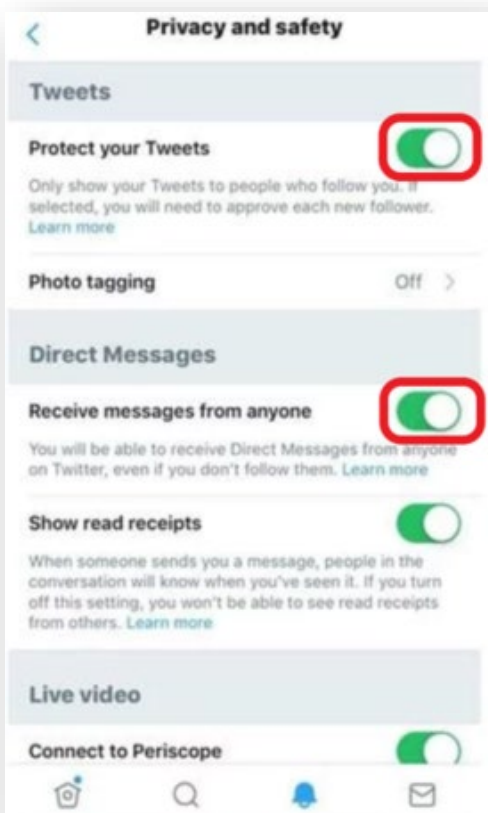 Privacy and safety
Tweets
Protect your Tweets
Only show your Tweets to people who follow you. If
selected, you will need to approve each new follower.
Learn more
Photo tagging Off
Direct Messages
Receive messages from anyone
You will be able to receive Direct Messages from anyone
on Twitter, even if you don't follow them. Learn more
Show read receipts
When someone sends you a message, people in the
conversation will know when you've seen it. If you turn
off this setting, you won't be able to see read receipts
from others. Learn more
Live video
Connect to Periscope